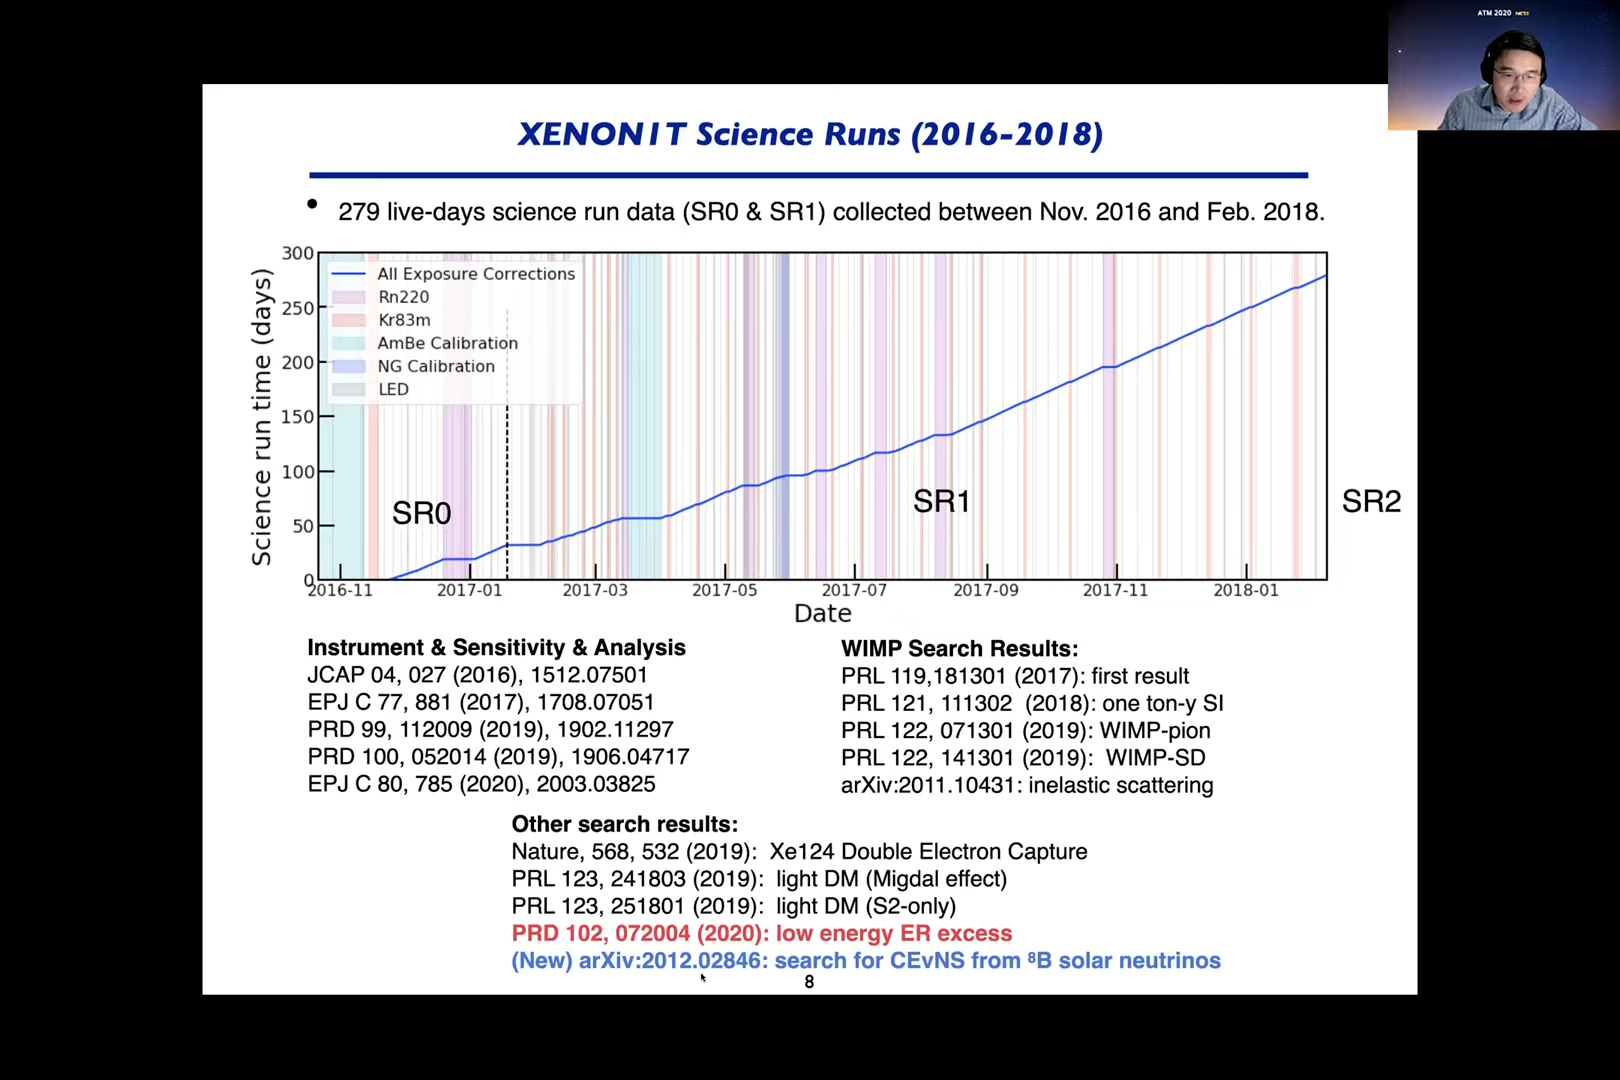 ATM 2020
XENON1T Science Runs (2016-2018)
• 279 live-days science run data (SR0 & SR1) collected between Nov. 2016 and Feb. 2018.
Science run time (days)
300
250
200
150
100
50
0
All Exposure Corrections
Rn220
Kr83m
AmBe Calibration
NG Calibration
LED
SR0
SR1
SR2
2016-11 2017-01 2017-03 2017-05 2017-07 2017-09 2017-11 2018-01
Date
Instrument & Sensitivity & Analysis
JCAP 04, 027 (2016), 1512.07501
EPJ C 77, 881 (2017), 1708.07051
PRD 99, 112009 (2019), 1902.11297
PRD 100, 052014 (2019), 1906.04717
EPJ C 80, 785 (2020), 2003.03825
WIMP Search Results:
PRL 119,181301 (2017): first result
PRL 121, 111302 (2018): one ton-y SI
PRL 122, 071301 (2019): WIMP-pion
PRL 122, 141301 (2019): WIMP-SD
arXiv:2011.10431: inelastic scattering
Other search results:
Nature, 568, 532 (2019): Xe124 Double Electron Capture
PRL 123, 241803 (2019): light DM (Migdal effect)
PRL 123, 251801 (2019): light DM (S2-only)
PRD 102, 072004 (2020): low energy ER excess
(New) arXiv:2012.02846: search for CEvNS from ⁸B solar neutrinos
8